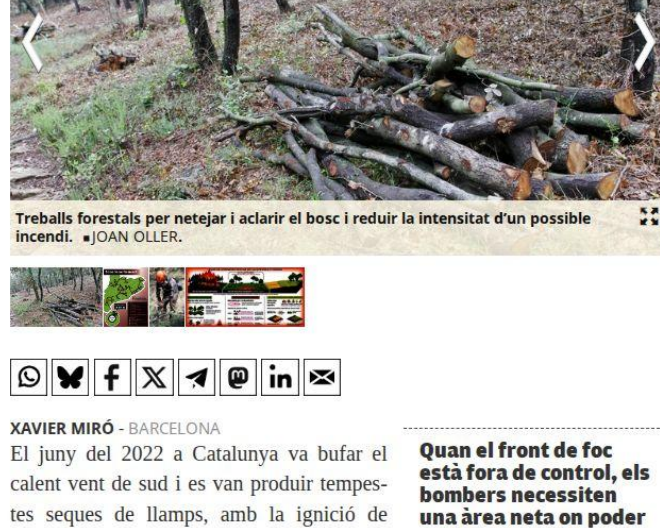 Treballs forestals per netejar i aclarir el bosc i reduir la intensitat d'un possible
incendi. ▪JOAN OLLER.
XAVIER MIRÓ - BARCELONA
El juny del 2022 a Catalunya va bufar el
calent vent de sud i es van produir tempes-
tes seques de llamps, amb la ignició de
Quan el front de foc
està fora de control, els
bombers necessiten
una àrea neta on poder